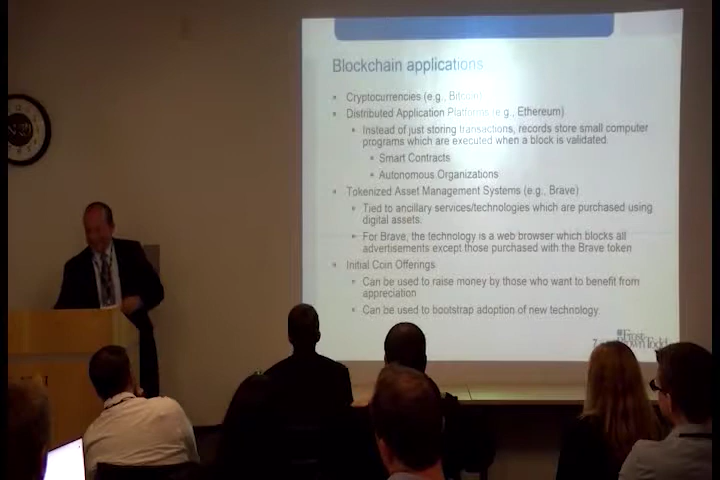 Blockchain applications
Cryptocurrencies (e.g., Bitcoin)
Distributed Application Platforms (e.g., Ethereum)
Instead of just storing transactions, records store small computer
programs which are executed when a block is validated.
Smart Contracts
Autonomous Organizations
Tokenized Asset Management Systems (e.g., Brave)
Tied to ancillary services/technologies which are purchased using
digital assets.
For Brave, the technology is a web browser which blocks all
advertisements except those purchased with the Brave token
Initial Coin Offerings
Can be used to raise money by those who want to benefit from
appreciation
Can be used to bootstrap adoption of new technology.
7
Frost
Brown Todd